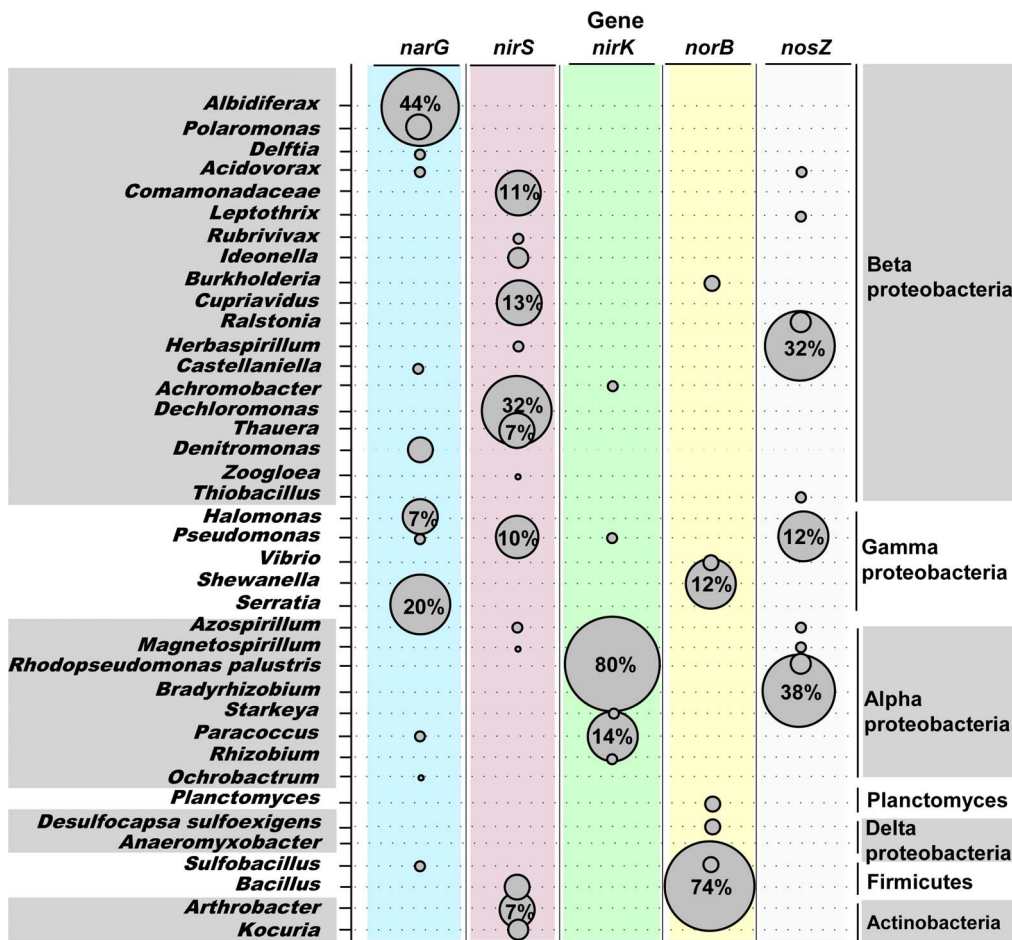 Gene
narG nirS nirK norB nosZ
Albidiferax 44%
Polaromonas
Delftia
Acidovorax
Comamonadaceae 11%
Leptothrix
Rubrivivax
Ideonella
Burkholderia
Cupriavidus 13%
Ralstonia
Herbaspirillum 32%
Castellaniella
Achromobacter
Dechloromonas 32%
Thauera 7%
Denitromonas
Zoogloea
Thiobacillus
Beta
proteobacteria
Halomonas 7%
Pseudomonas 10% 12%
Vibrio
Shewanella 12%
Serratia 20%
Gamma
proteobacteria
Azospirillum
Magnetospirillum
Rhodopseudomonas palustris 80%
Bradyrhizobium 38%
Starkeya
Paracoccus 14%
Rhizobium
Ochrobactrum
Alpha
proteobacteria
Planctomyces
Planctomyces
Desulfocapsa sulfoexigens
Anaeromyxobacter
Delta
proteobacteria
Sulfobacillus
Bacillus 74%
Firmicutes
Arthrobacter 7%
Kocuria
Actinobacteria